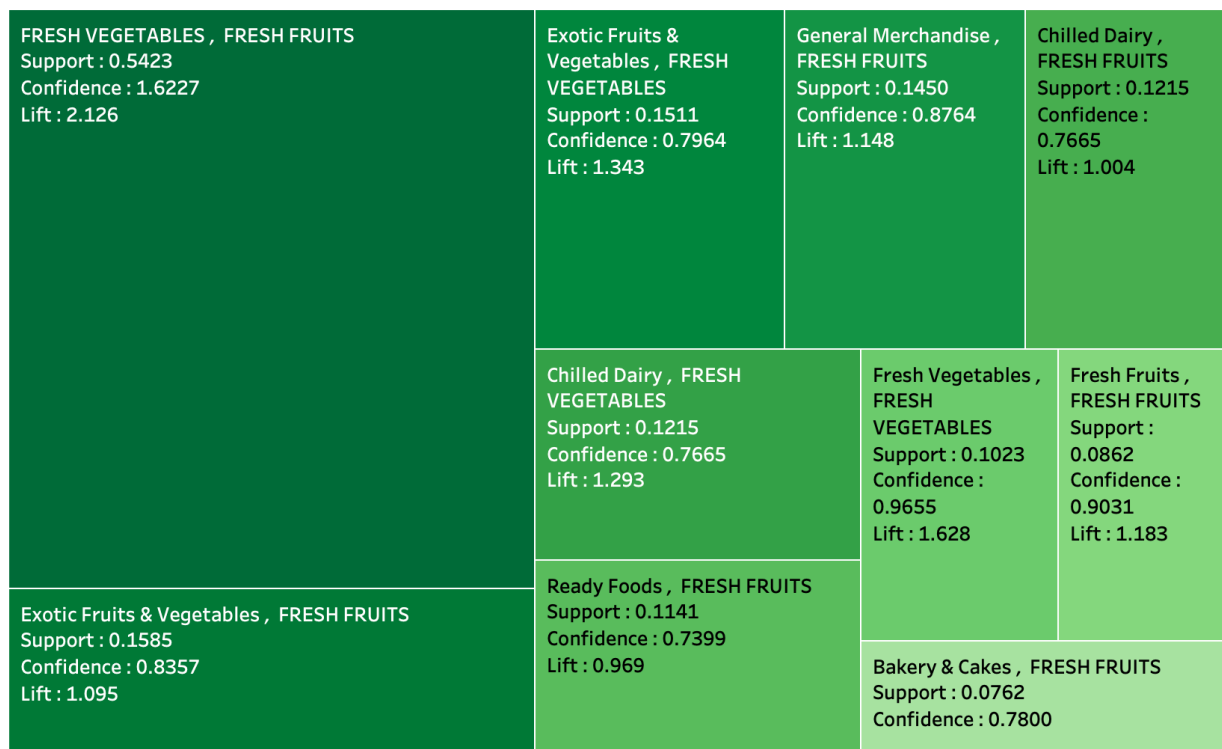 FRESH VEGETABLES , FRESH FRUITS
Support : 0.5423
Confidence : 1.6227
Lift : 2.126
Exotic Fruits & Vegetables , FRESH FRUITS
Support : 0.1585
Confidence : 0.8357
Lift : 1.095
Exotic Fruits &
Vegetables , FRESH
VEGETABLES
Support : 0.1511
Confidence : 0.7964
Lift : 1.343
General Merchandise ,
FRESH FRUITS
Support : 0.1450
Confidence : 0.8764
Lift : 1.148
Chilled Dairy ,
FRESH FRUITS
Support : 0.1215
Confidence :
0.7665
Lift : 1.004
Chilled Dairy , FRESH
VEGETABLES
Support : 0.1215
Confidence : 0.7665
Lift : 1.293
Ready Foods , FRESH FRUITS
Support : 0.1141
Confidence : 0.7399
Lift : 0.969
Fresh Vegetables ,
FRESH
VEGETABLES
Support : 0.1023
Confidence :
0.9655
Lift : 1.628
Fresh Fruits ,
FRESH FRUITS
Support :
0.0862
Confidence :
0.9031
Lift : 1.183
Bakery & Cakes , FRESH FRUITS
Support : 0.0762
Confidence : 0.7800